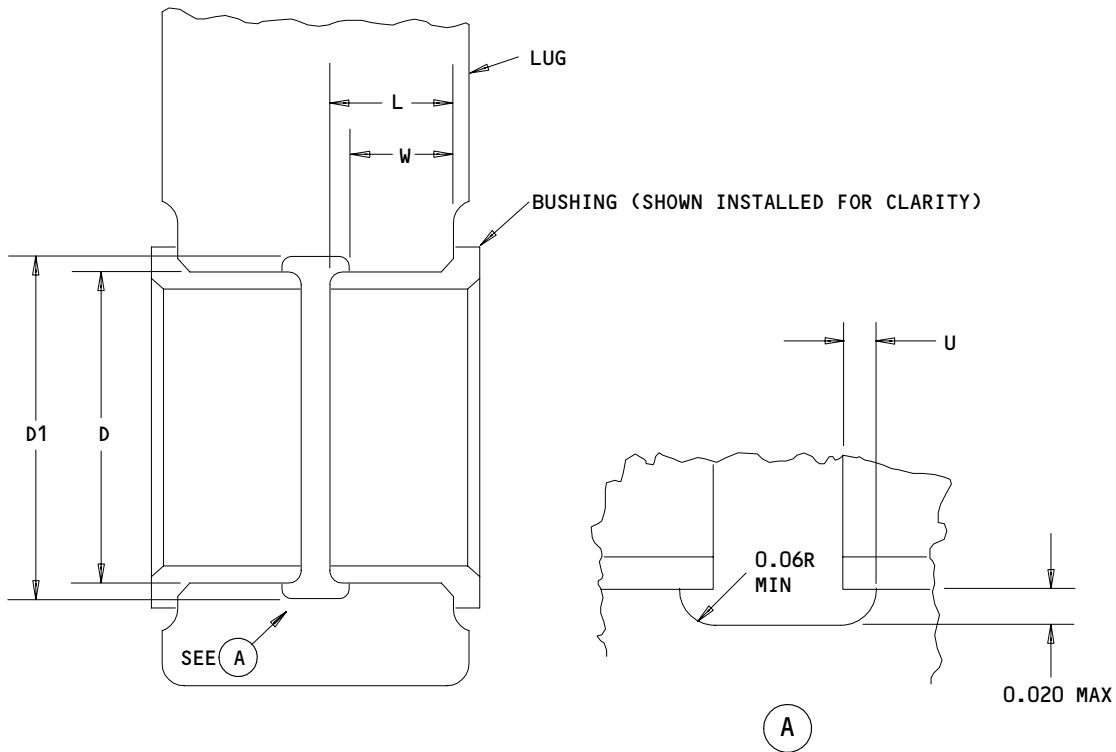 LUG
L
W
BUSHING (SHOWN INSTALLED FOR CLARITY)
U
D1
D
0.06R
MIN
SEE A
0.020 MAX
A